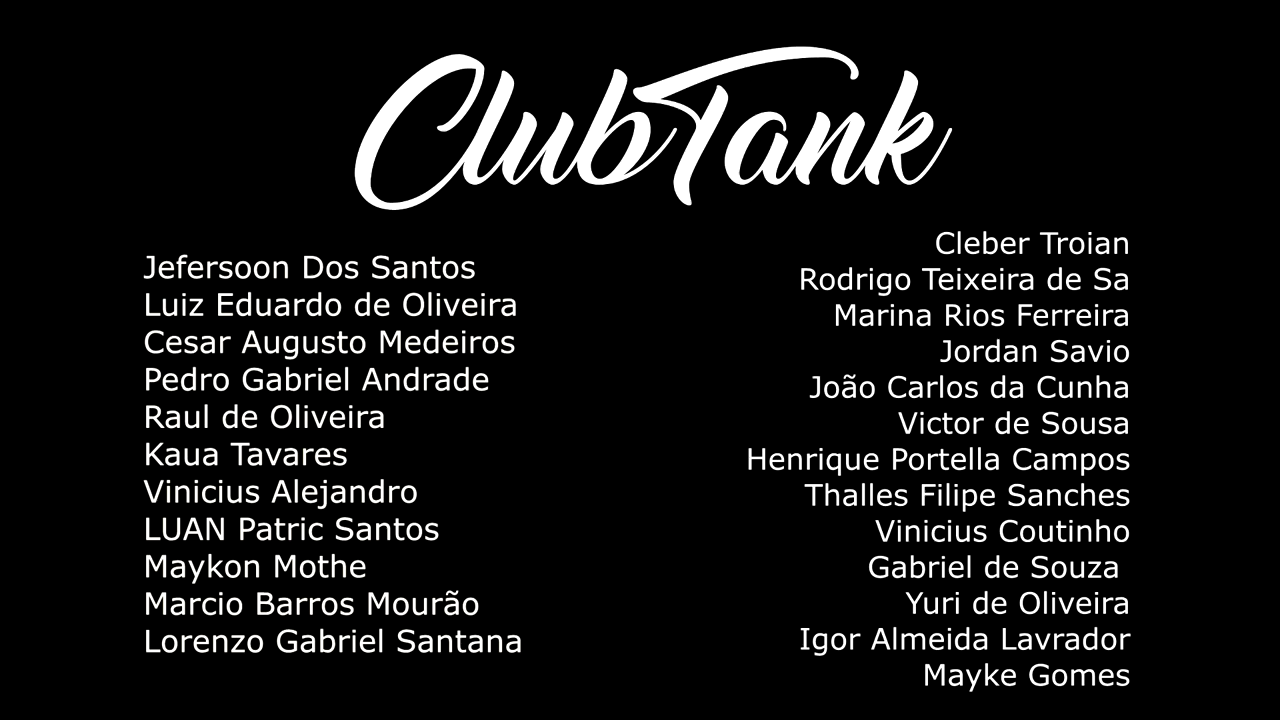 ClubTank
Jefersoon Dos Santos
Luiz Eduardo de Oliveira
Cesar Augusto Medeiros
Pedro Gabriel Andrade
Raul de Oliveira
Kaua Tavares
Vinicius Alejandro
LUAN Patric Santos
Maykon Mothe
Marcio Barros Mourão
Lorenzo Gabriel Santana
Cleber Troian
Rodrigo Teixeira de Sa
Marina Rios Ferreira
Jordan Savio
João Carlos da Cunha
Victor de Sousa
Henrique Portella Campos
Thalles Filipe Sanches
Vinicius Coutinho
Gabriel de Souza
Yuri de Oliveira
Igor Almeida Lavrador
Mayke Gomes